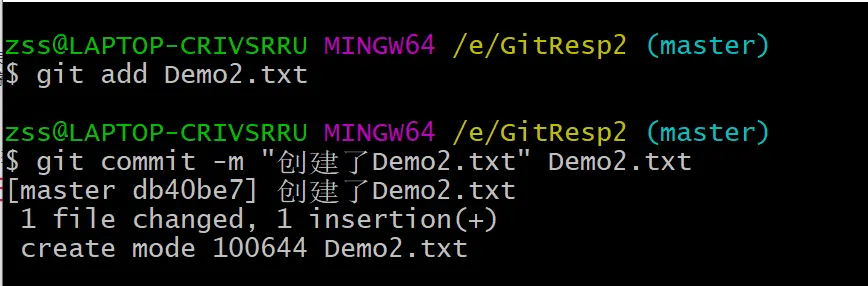 zss@LAPTOP-CRIVSRRU MINGW64 /e/GitResp2 (master)
$ git add Demo2.txt
zss@LAPTOP-CRIVSRRU MINGW64 /e/GitResp2 (master)
$ git commit -m "创建了Demo2.txt" Demo2.txt
[master db40be7] 创建了Demo2.txt
 1 file changed, 1 insertion(+)
 create mode 100644 Demo2.txt